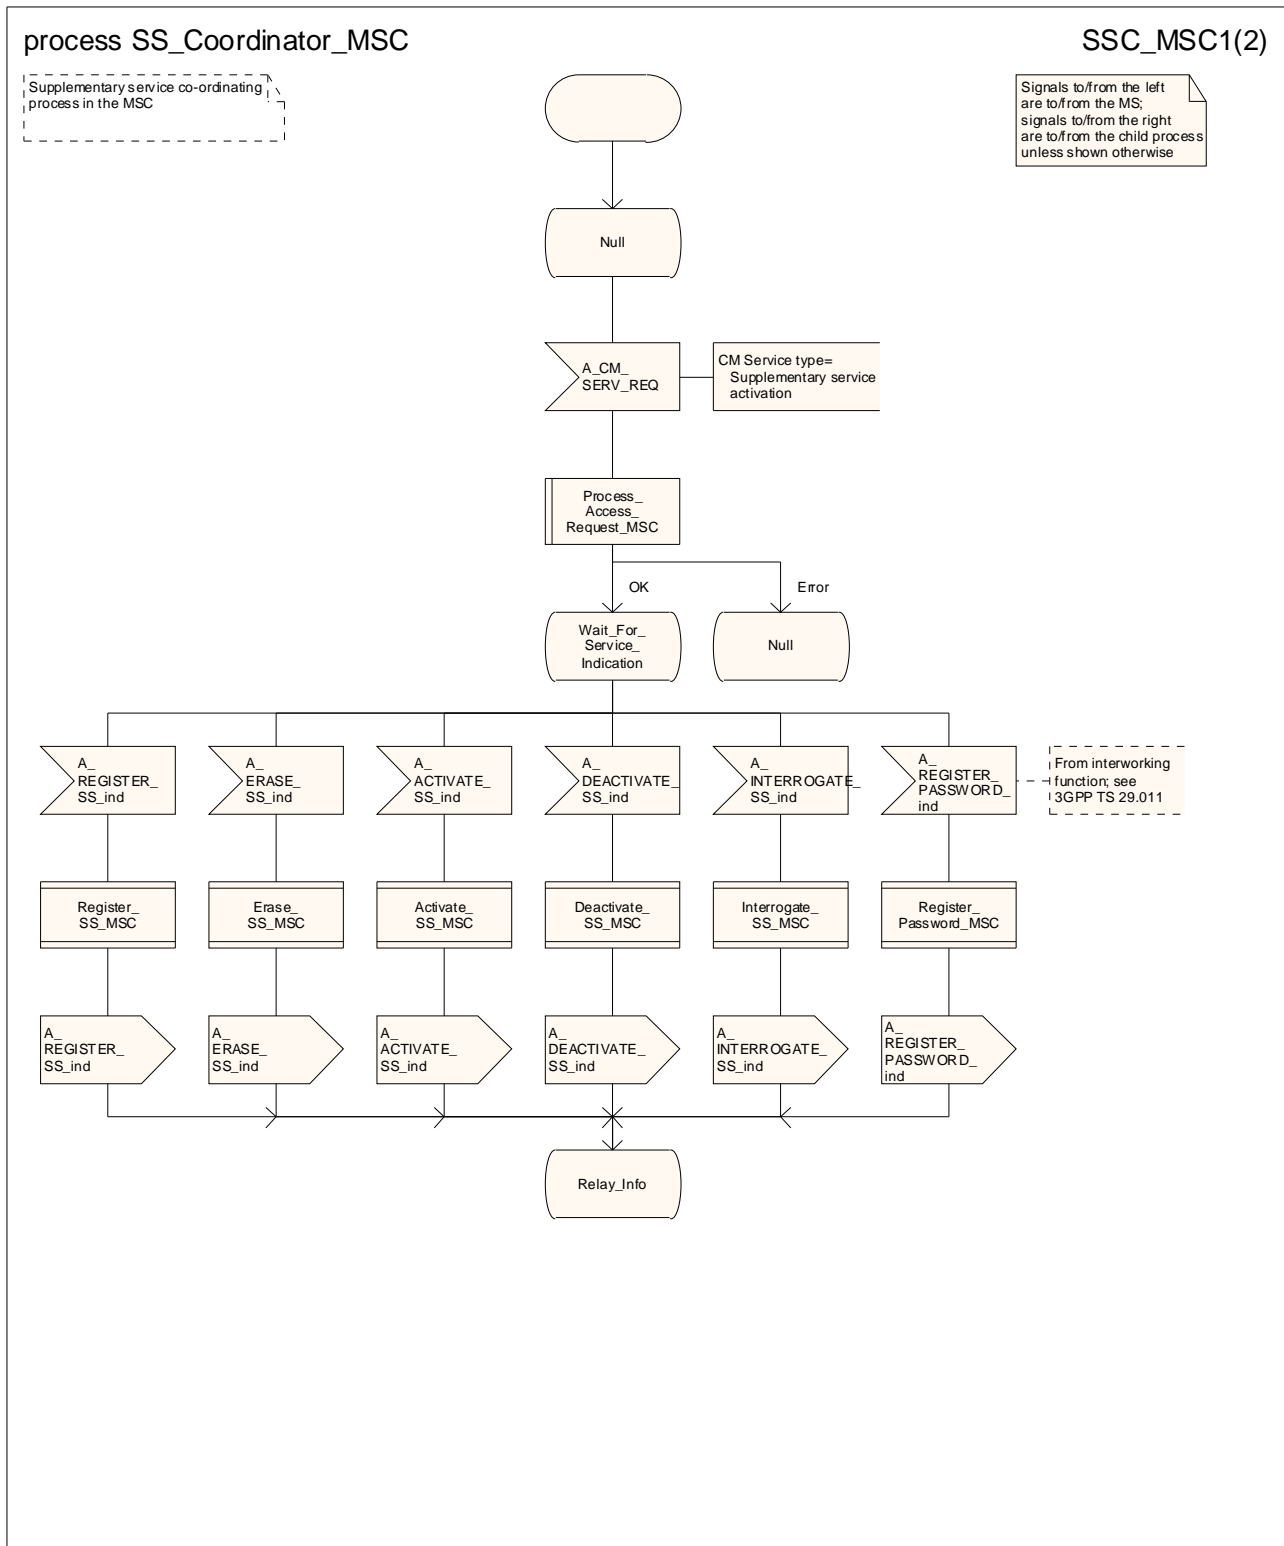 process SS_Coordinator_MSC
SSC_MSC1(2)
Supplementary service co-ordinating
process in the MSC
Signals to/from the left
are to/from the MS;
signals to/from the right
are to/from the child process
unless shown otherwise
Null
A_CM_
SERV_REQ
CM Service type=
Supplementary service
activation
Process_
Access_
Request_MSC
OK
Error
Wait_For_
Service_
Indication
Null
A_
REGISTER_
SS_ind
A_
ERASE_
SS_ind
A_
ACTIVATE_
SS_ind
A_
DEACTIVATE_
SS_ind
A_
INTERROGATE_
SS_ind
A_
REGISTER_
PASSWORD_
ind
From interworking
function; see
3GPP TS 29.011
Register_
SS_MSC
Erase_
SS_MSC
Activate_
SS_MSC
Deactivate_
SS_MSC
Interrogate_
SS_MSC
Register_
Password_MSC
A_
REGISTER_
SS_ind
A_
ERASE_
SS_ind
A_
ACTIVATE_
SS_ind
A_
DEACTIVATE_
SS_ind
A_
INTERROGATE_
SS_ind
A_
REGISTER_
PASSWORD_
ind
Relay_Info